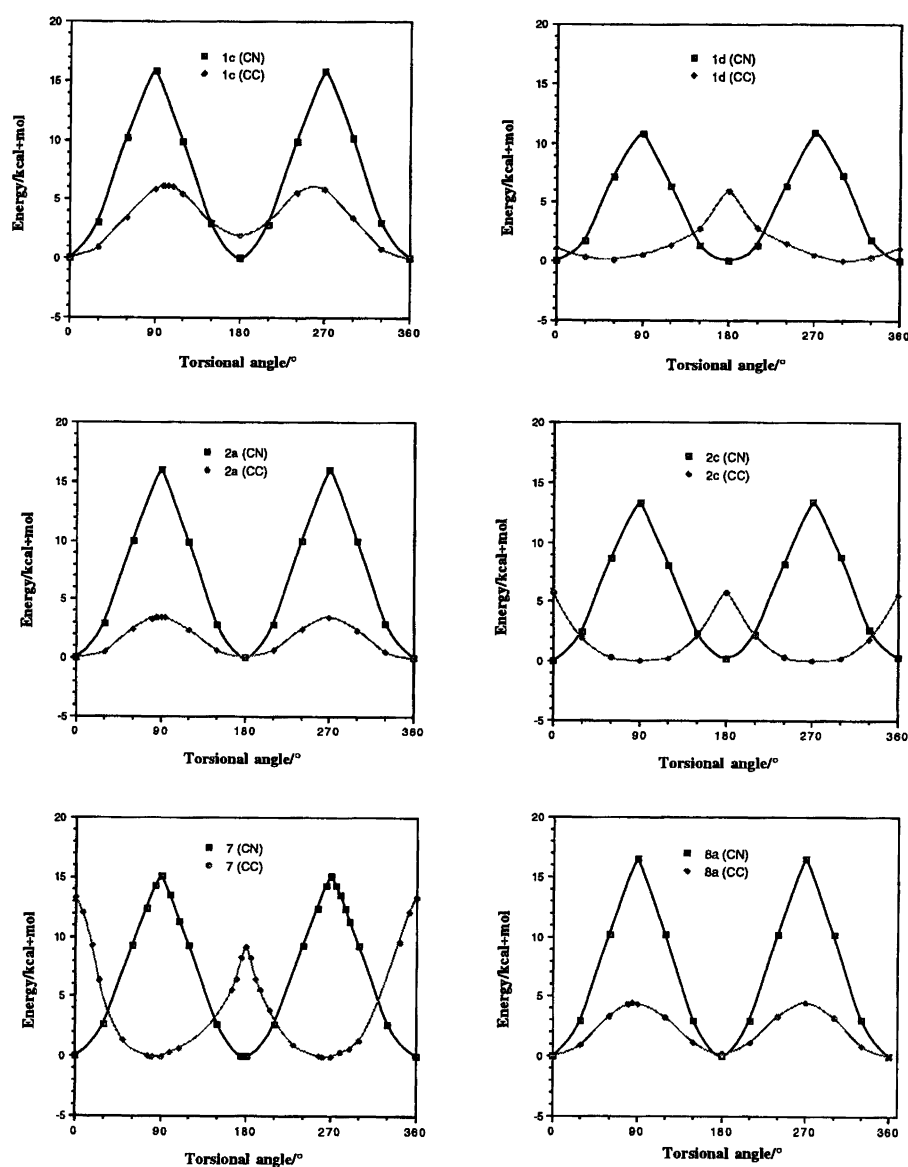 20
1c (CN)
1c (CC)
15
10
5
0
-5
Energy/kcal+mol
0 90 180 270 360
Torsional angle/°
20
1d (CN)
1d (CC)
15
10
5
0
-5
Energy/kcal+mol
0 90 180 270 360
Torsional angle/°
20
2a (CN)
2a (CC)
15
10
5
0
-5
Energy/kcal+mol
0 90 180 270 360
Torsional angle/°
20
2c (CN)
2c (CC)
15
10
5
0
-5
Energy/kcal+mol
0 90 180 270 360
Torsional angle/°
20
7 (CN)
7 (CC)
15
10
5
0
-5
Energy/kcal+mol
0 90 180 270 360
Torsional angle/°
20
8a (CN)
8a (CC)
15
10
5
0
-5
Energy/kcal+mol
0 90 180 270 360
Torsional angle/°